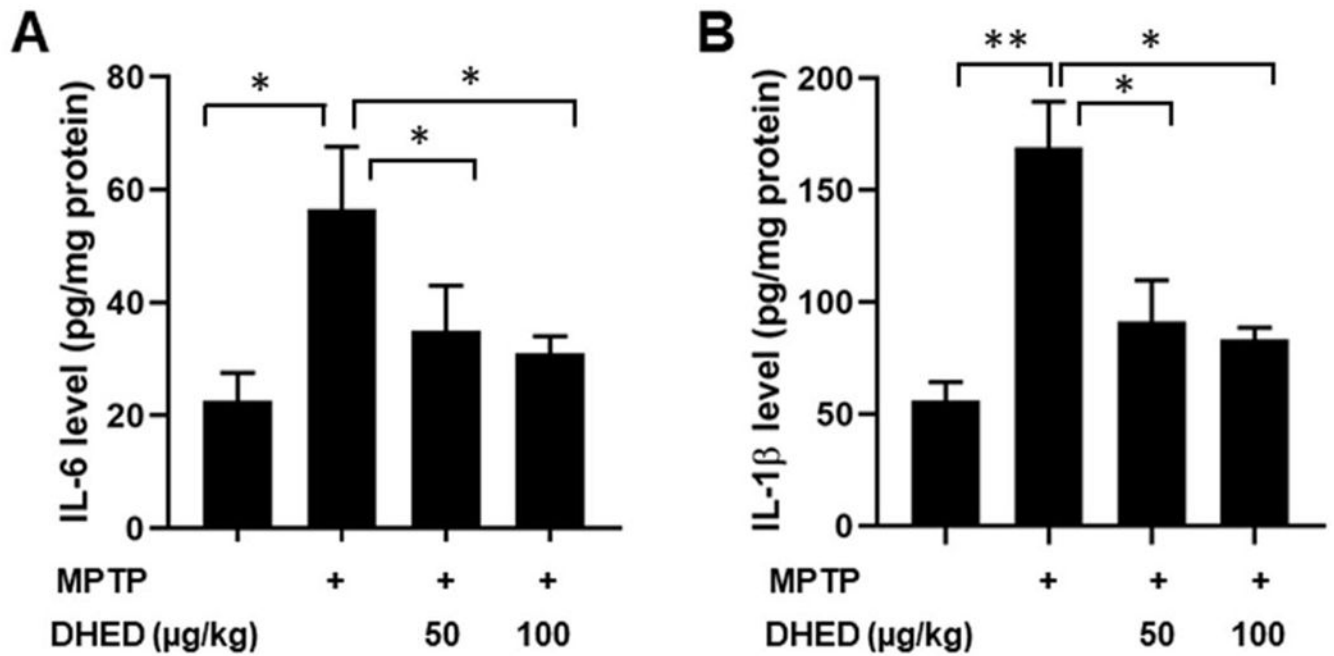 A
B
IL-6 level (pg/mg protein)
80
60
40
20
0
* * *
MPTP + + +
DHED (µg/kg) 50 100
IL-1β level (pg/mg protein)
200
150
100
50
0
** * *
MPTP + + +
DHED (µg/kg) 50 100